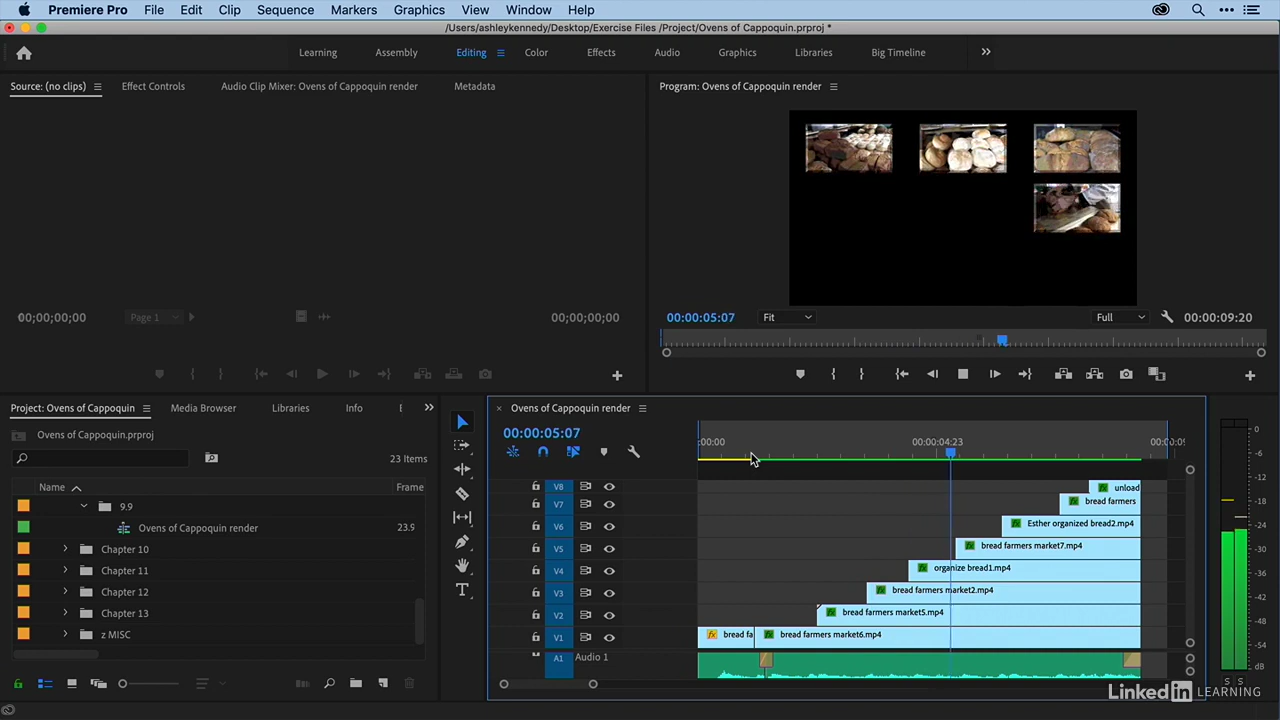 Premiere Pro File Edit Clip Sequence Markers Graphics View Window Help
/Users/ashleykennedy/Desktop/Exercise Files /Project/Ovens of Cappoquin.prproj *
Learning Assembly Editing Color Effects Audio Graphics Libraries Big Timeline
Source: (no clips) Effect Controls Audio Clip Mixer: Ovens of Cappoquin render Metadata
Program: Ovens of Cappoquin render
00;00;00;00 Page 1 00;00;00;00
00:00:05:07 Fit Full 00:00:09:20
Project: Ovens of Cappoquin Media Browser Libraries Info
Ovens of Cappoquin render
Ovens of Cappoquin.prproj
00:00:05:07
:00:00 00:00:04:23 00:00:09
23 Items
Name Frame
9.9
Ovens of Cappoquin render 23.9
Chapter 10
Chapter 11
Chapter 12
Chapter 13
z MISC
V8 unload
V7 bread farmers
V6 Esther organized bread2.mp4
V5 bread farmers market7.mp4
V4 organize bread1.mp4
V3 bread farmers market2.mp4
V2 bread farmers market5.mp4
V1 bread fa bread farmers market6.mp4
A1 Audio 1
0
-6
-12
-18
-24
-30
-36
-42
-48
-54
dB
S S
LinkedIn LEARNING